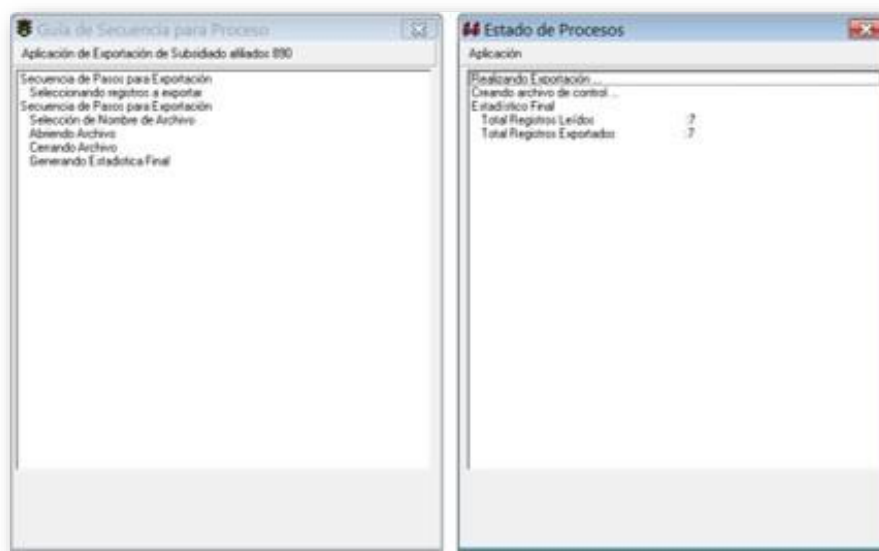 Guía de Secuencia para Proceso
Aplicación de Exportación de Subsidiado afiliados 890
Secuencia de Pasos para Exportación
Seleccionando registros a exportar
Secuencia de Pasos para Exportación
Selección de Nombre de Archivo
Abriendo Archivo
Cerrando Archivo
Generando Estadistica Final
Estado de Procesos
Aplicación
Realizando Exportación ...
Creando archivo de control ...
Estadístico Final
Total Registros Leídos :7
Total Registros Exportados :7